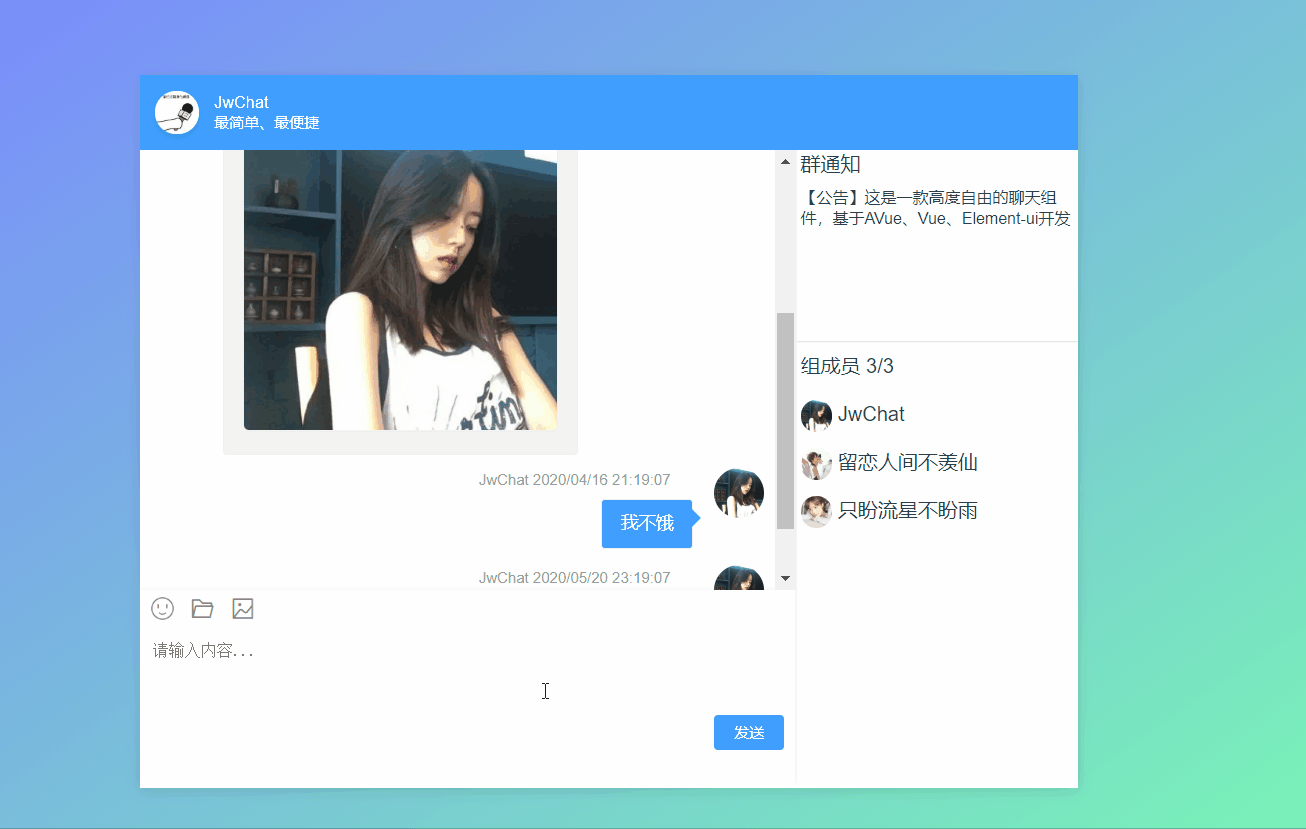 JwChat
最简单、最便捷
群通知
【公告】这是一款高度自由的聊天组
件，基于AVue、Vue、Element-ui开发
组成员 3/3
JwChat
留恋人间不羡仙
只盼流星不盼雨
JwChat 2020/04/16 21:19:07
我不饿
JwChat 2020/05/20 23:19:07
请输入内容...
发送